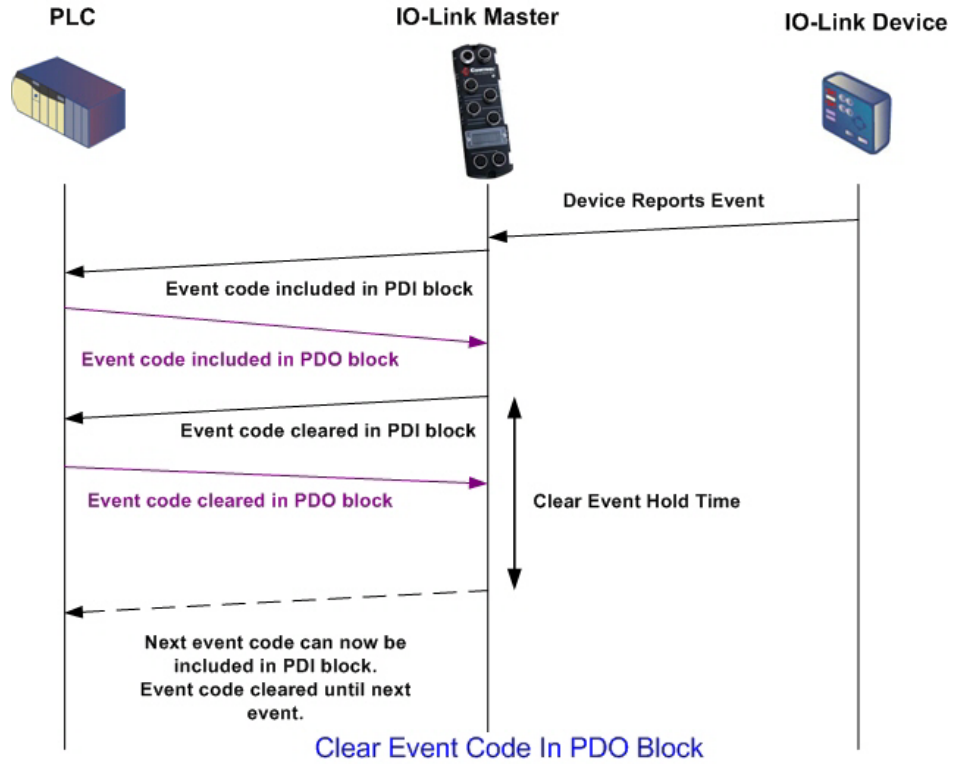 PLC
IO-Link Master
IO-Link Device
Device Reports Event
Event code included in PDI block
Event code included in PDO block
Event code cleared in PDI block
Event code cleared in PDO block
Clear Event Hold Time
Next event code can now be
included in PDI block.
Event code cleared until next
event.
Clear Event Code In PDO Block